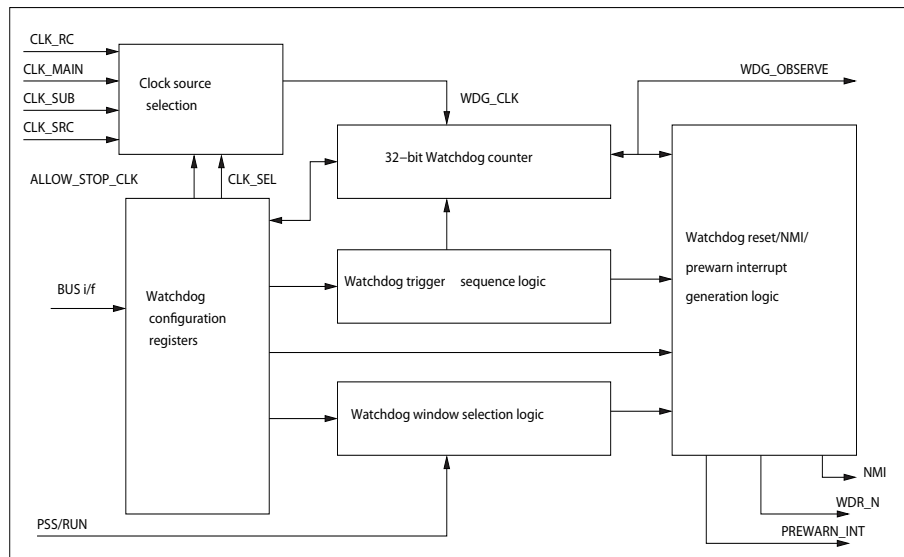 CLK_RC
CLK_MAIN
CLK_SUB
CLK_SRC
Clock source
selection
WDG_CLK
WDG_OBSERVE
32-bit Watchdog counter
ALLOW_STOP_CLK
CLK_SEL
BUS i/f
Watchdog
configuration
registers
Watchdog trigger sequence logic
Watchdog window selection logic
Watchdog reset/NMI/
prewarn interrupt
generation logic
PSS/RUN
NMI
WDR_N
PREWARN_INT